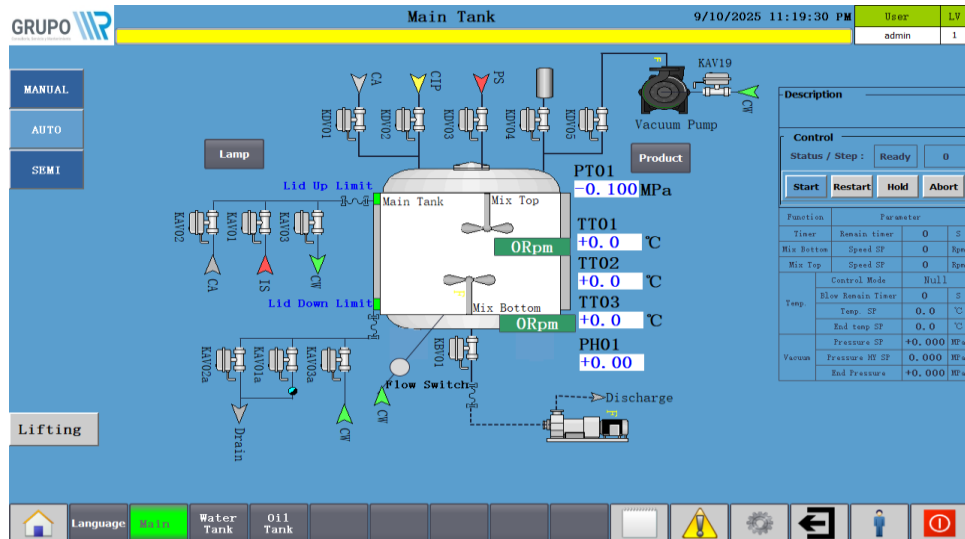 GRUPO
Main Tank
9/10/2025 11:19:30 PM
User
LV
admin
1
MANUAL
AUTO
SEMI
Lamp
Product
CA
CIP
PS
KDV01
KDV02
KDV03
KDV04
KDV05
KAV19
CW
Vacuum Pump
Lid Up Limit
Main Tank
Mix Top
KAV02
KAV01
KAV03
CA
IS
CW
0Rpm
PT01
-0.100 MPa
TT01
+0.0 ℃
TT02
+0.0 ℃
TT03
+0.0 ℃
PH01
+0.00
Lid Down Limit
Mix Bottom
0Rpm
KAV02a
KAV01a
KAV03a
KBV01
Flow Switch
Drain
CW
CW
Discharge
Lifting
Description
Control
Status / Step :
Ready
0
Start
Restart
Hold
Abort
Function
Parameter
Timer
Remain timer
0
S
Mix Bottom
Speed SP
0
Rpm
Mix Top
Speed SP
0
Rpm
Temp.
Control Mode
Null
Blow Remain Timer
0
S
Temp. SP
0.0
℃
End temp SP
0.0
℃
Vacuum
Pressure SP
+0.000
MPa
Pressure HY SP
0.000
MPa
End Pressure
+0.000
MPa
Language
Main
Water
Tank
Oil
Tank